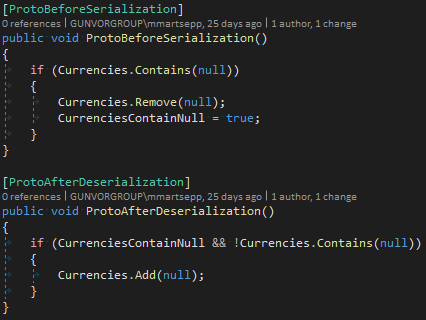 [ProtoBeforeSerialization]
0 references | GUNVORGROUP\mmartsepp, 25 days ago | 1 author, 1 change
public void ProtoBeforeSerialization()
{
if (Currencies.Contains(null))
{
Currencies.Remove(null);
CurrenciesContainNull = true;
}
}
[ProtoAfterDeserialization]
0 references | GUNVORGROUP\mmartsepp, 25 days ago | 1 author, 1 change
public void ProtoAfterDeserialization()
{
if (CurrenciesContainNull && !Currencies.Contains(null))
{
Currencies.Add(null);
}
}